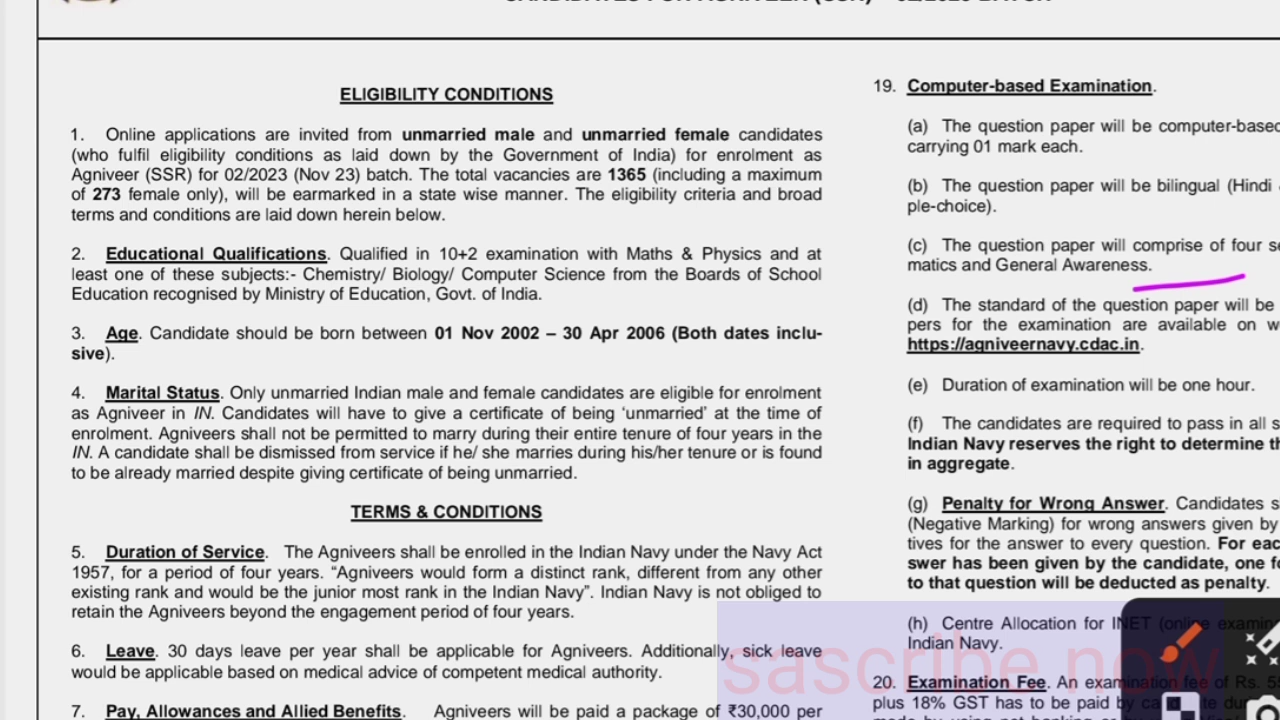 CANDIDATES FOR AGNIVEER (SSR) – 02/2023 BATCH
ELIGIBILITY CONDITIONS
1. Online applications are invited from unmarried male and unmarried female candidates
(who fulfil eligibility conditions as laid down by the Government of India) for enrolment as
Agniveer (SSR) for 02/2023 (Nov 23) batch. The total vacancies are 1365 (including a maximum
of 273 female only), will be earmarked in a state wise manner. The eligibility criteria and broad
terms and conditions are laid down herein below.
2. Educational Qualifications. Qualified in 10+2 examination with Maths & Physics and at
least one of these subjects:- Chemistry/ Biology/ Computer Science from the Boards of School
Education recognised by Ministry of Education, Govt. of India.
3. Age. Candidate should be born between 01 Nov 2002 – 30 Apr 2006 (Both dates inclu-
sive).
4. Marital Status. Only unmarried Indian male and female candidates are eligible for enrolment
as Agniveer in IN. Candidates will have to give a certificate of being ‘unmarried’ at the time of
enrolment. Agniveers shall not be permitted to marry during their entire tenure of four years in the
IN. A candidate shall be dismissed from service if he/ she marries during his/her tenure or is found
to be already married despite giving certificate of being unmarried.
TERMS & CONDITIONS
5. Duration of Service. The Agniveers shall be enrolled in the Indian Navy under the Navy Act
1957, for a period of four years. “Agniveers would form a distinct rank, different from any other
existing rank and would be the junior most rank in the Indian Navy”. Indian Navy is not obliged to
retain the Agniveers beyond the engagement period of four years.
6. Leave. 30 days leave per year shall be applicable for Agniveers. Additionally, sick leave
would be applicable based on medical advice of competent medical authority.
7. Pay, Allowances and Allied Benefits. Agniveers will be paid a package of ₹30,000 per
19. Computer-based Examination.
(a) The question paper will be computer-based
carrying 01 mark each.
(b) The question paper will be bilingual (Hindi
ple-choice).
(c) The question paper will comprise of four se
matics and General Awareness.
(d) The standard of the question paper will be
pers for the examination are available on w
https://agniveernavy.cdac.in.
(e) Duration of examination will be one hour.
(f) The candidates are required to pass in all s
Indian Navy reserves the right to determine th
in aggregate.
(g) Penalty for Wrong Answer. Candidates s
(Negative Marking) for wrong answers given by
tives for the answer to every question. For eac
swer has been given by the candidate, one fo
to that question will be deducted as penalty.
(h) Centre Allocation for INET (online examin
Indian Navy.
20. Examination Fee. An examination fee of Rs. 55
plus 18% GST has to be paid by
sascribe now